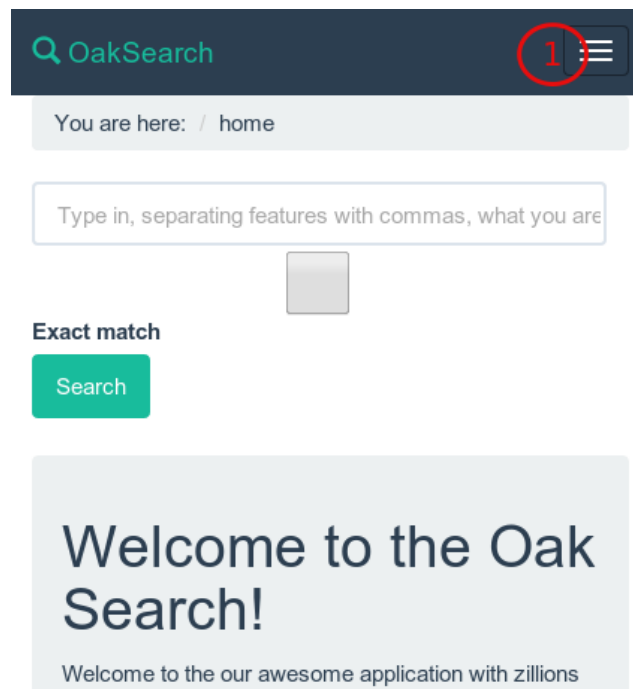 OakSearch
1
You are here: / home
Type in, separating features with commas, what you are
Exact match
Search
Welcome to the Oak
Search!
Welcome to the our awesome application with zillions